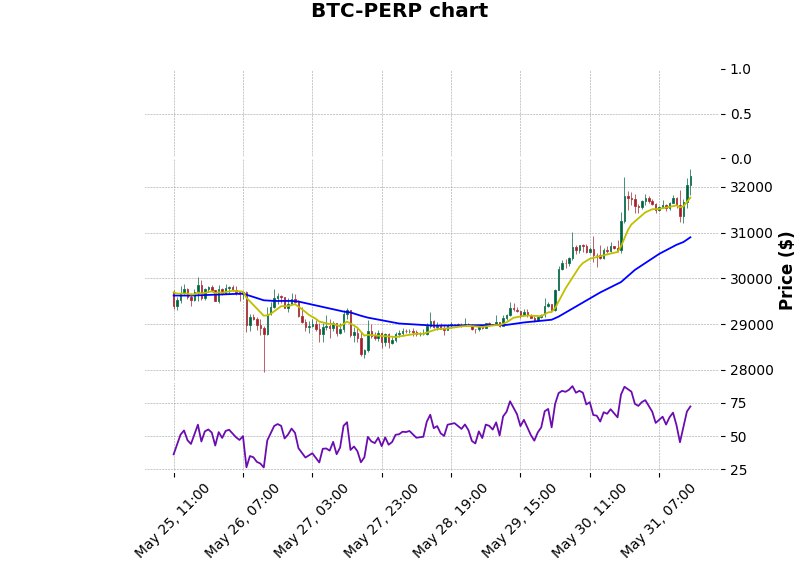 BTC-PERP chart
1.0
0.5
0.0
32000
31000
30000
29000
28000
Price ($)
75
50
25
May 25, 11:00
May 26, 07:00
May 27, 03:00
May 27, 23:00
May 28, 19:00
May 29, 15:00
May 30, 11:00
May 31, 07:00